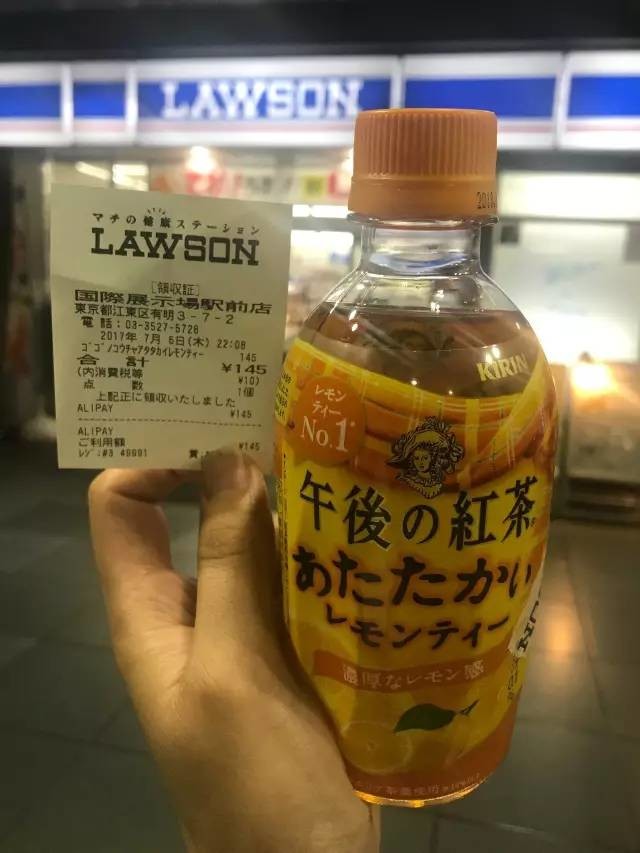 LAWSON
マチの健康ステーション
LAWSON
[領収証]
国際展示場駅前店
東京都江東区有明3-7-2
電話:03-3527-5728
2017年 7月 6日(木) 22:08
ゴゴノコウチャアタタカイレモンティー 145
合計 ¥145
(内消費税等 ¥10)
点数 1個
上記正に領収いたしました
ALIPAY ¥145
ALIPAY
ご利用額 ¥145
レジ:#3 49991 責:
KIRIN
レモン
ティー
No.1
午後の紅茶
あたたかい
レモンティー
濃厚なレモン感